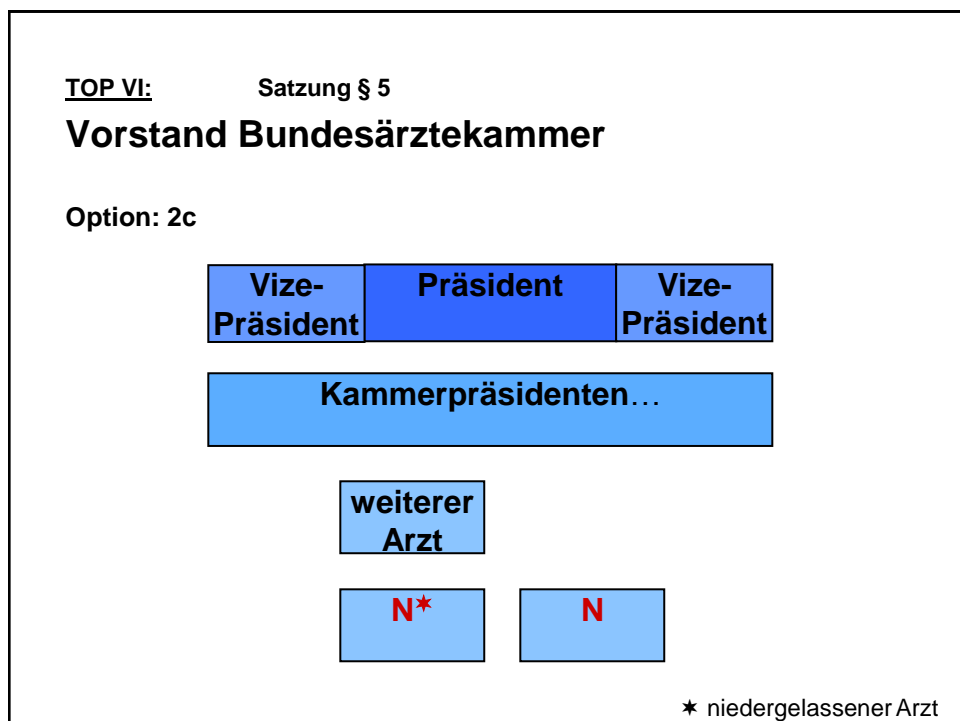 TOP VI: Satzung § 5
Vorstand Bundesärztekammer
Option: 2c
Vize-
Präsident
Präsident
Vize-
Präsident
Kammerpräsidenten…
weiterer
Arzt
N✶
N
✶ niedergelassener Arzt